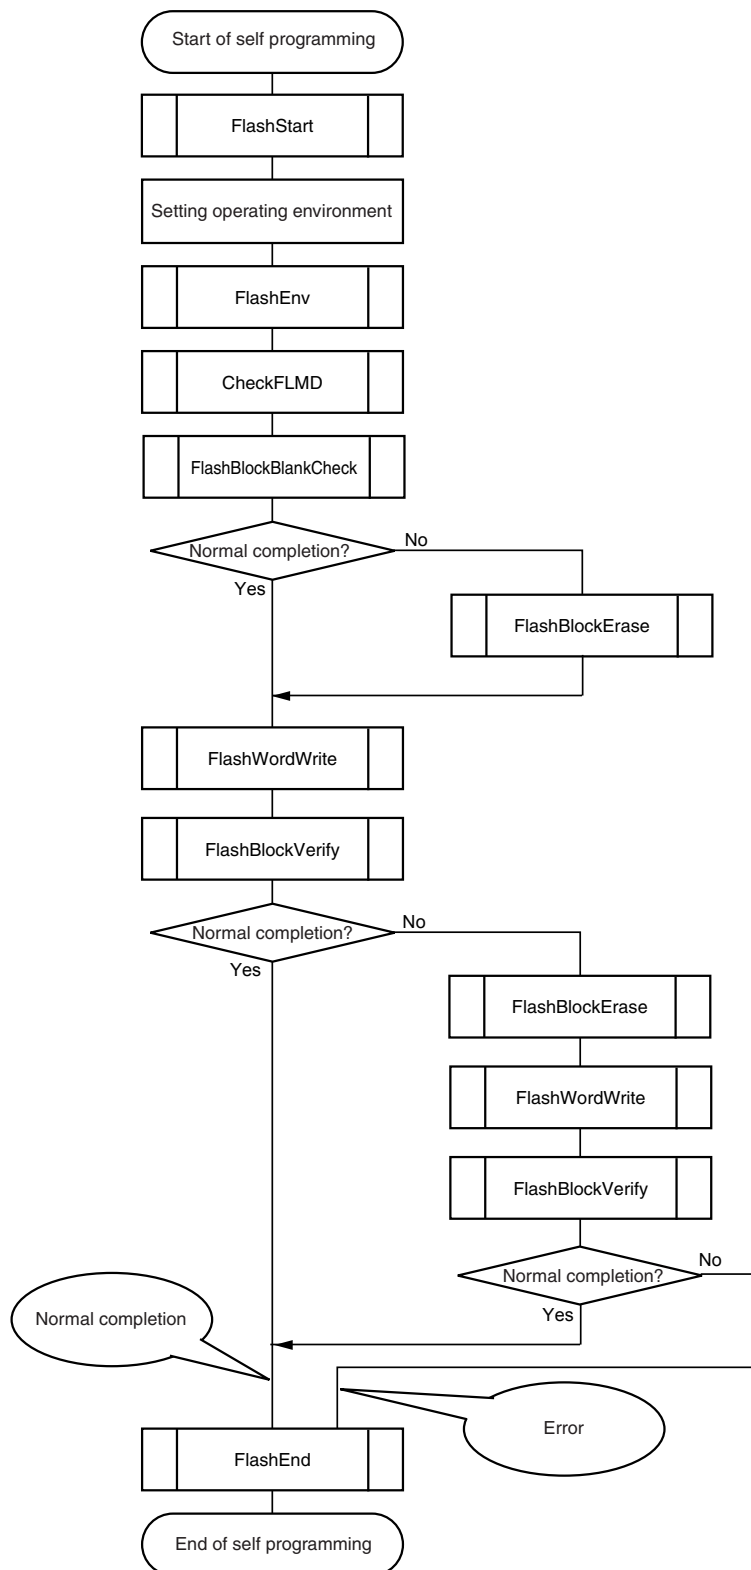 Start of self programming
FlashStart
Setting operating environment
FlashEnv
CheckFLMD
FlashBlockBlankCheck
Normal completion?
No
Yes
FlashBlockErase
FlashWordWrite
FlashBlockVerify
Normal completion?
No
Yes
FlashBlockErase
FlashWordWrite
FlashBlockVerify
Normal completion?
No
Yes
Normal completion
Error
FlashEnd
End of self programming